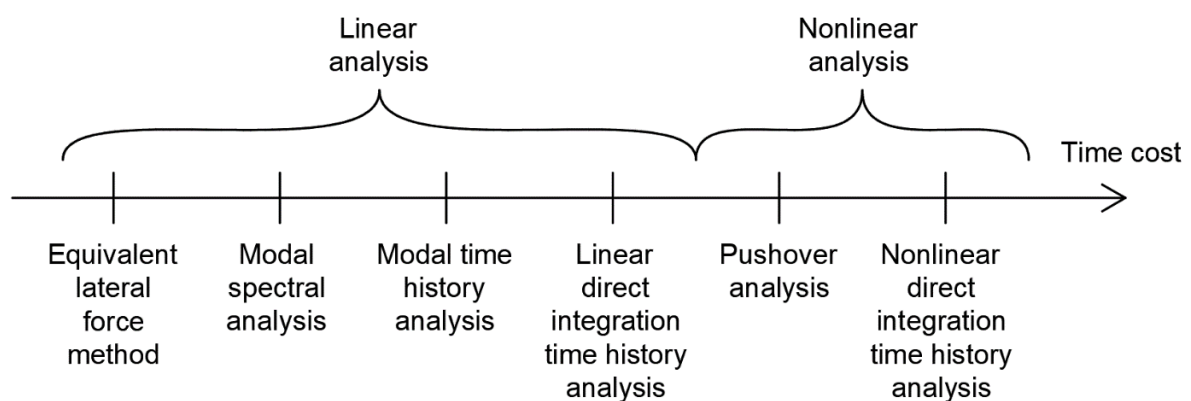 Linear
analysis
Nonlinear
analysis
Time cost
Equivalent
lateral
force
method
Modal
spectral
analysis
Modal time
history
analysis
Linear
direct
integration
time history
analysis
Pushover
analysis
Nonlinear
direct
integration
time history
analysis